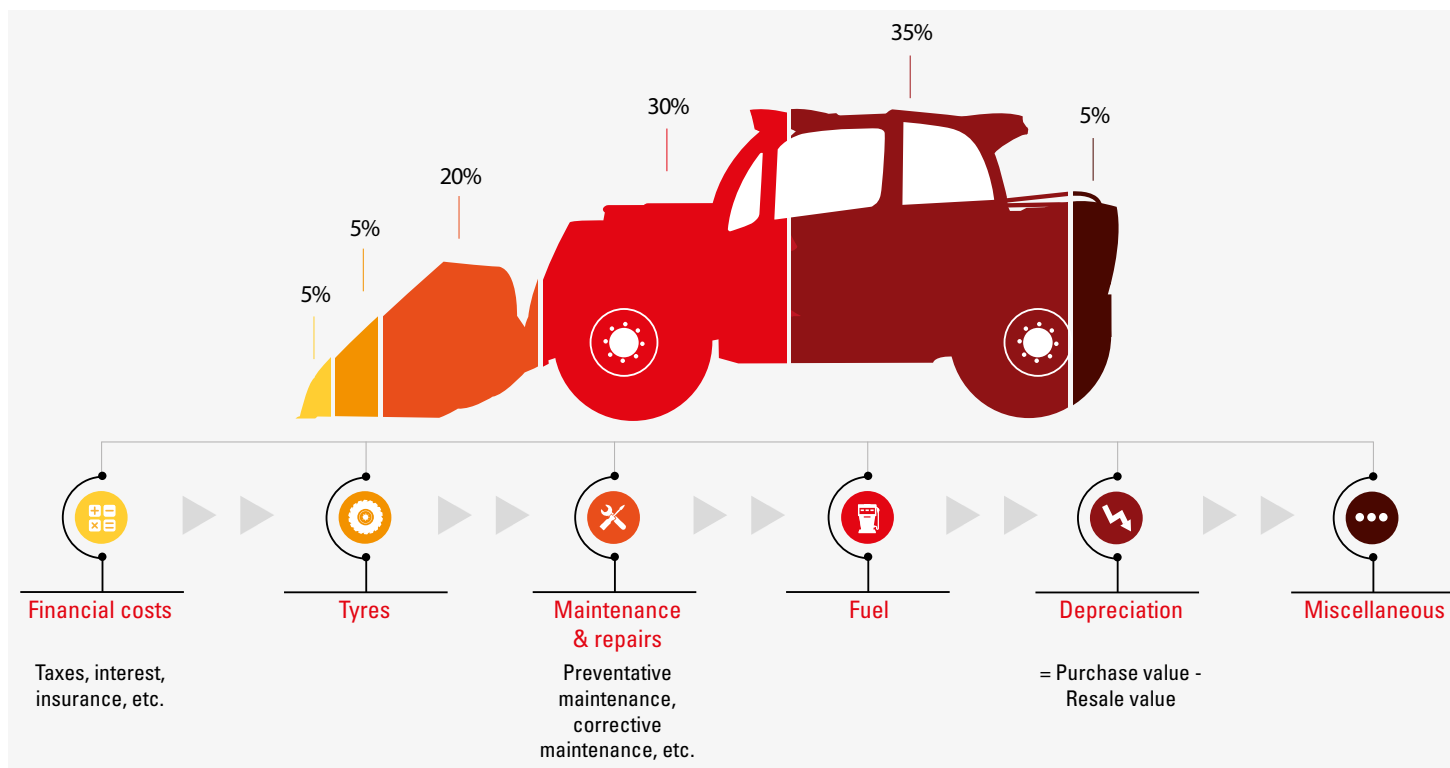 35%
30%
5%
20%
5%
5%
Financial costs
Tyres
Maintenance
& repairs
Fuel
Depreciation
Miscellaneous
Taxes, interest,
insurance, etc.
Preventative
maintenance,
corrective
maintenance, etc.
= Purchase value -
Resale value